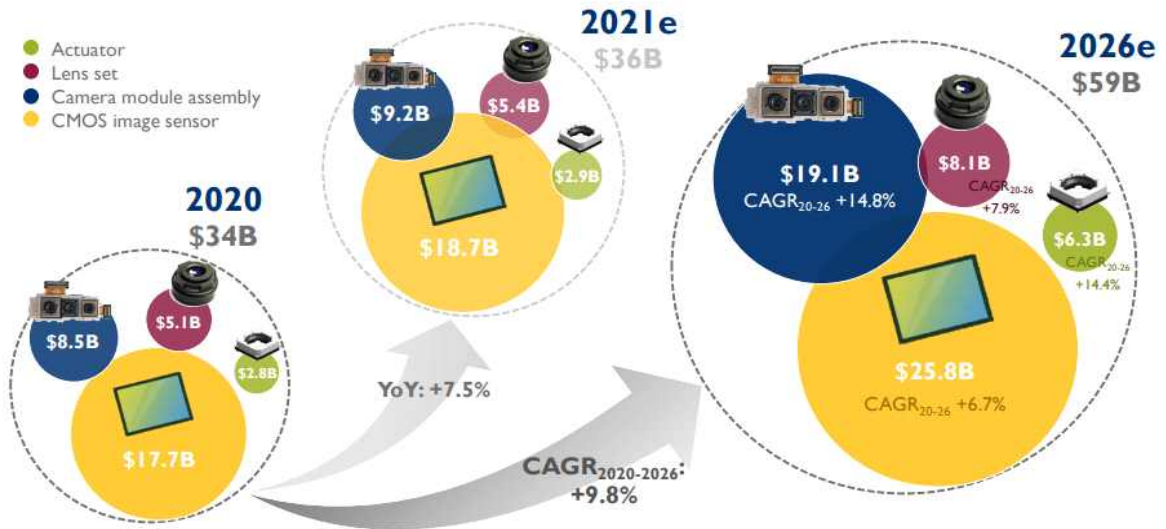 Actuator
Lens set
Camera module assembly
CMOS image sensor
2020
$34B
$8.5B
$5.1B
$2.8B
$17.7B
2021e
$36B
$9.2B
$5.4B
$2.9B
$18.7B
YoY: +7.5%
CAGR2020-2026:
+9.8%
2026e
$59B
$19.1B
CAGR20-26 +14.8%
$8.1B
CAGR20-26
+7.9%
$6.3B
CAGR20-26
+14.4%
$25.8B
CAGR20-26 +6.7%